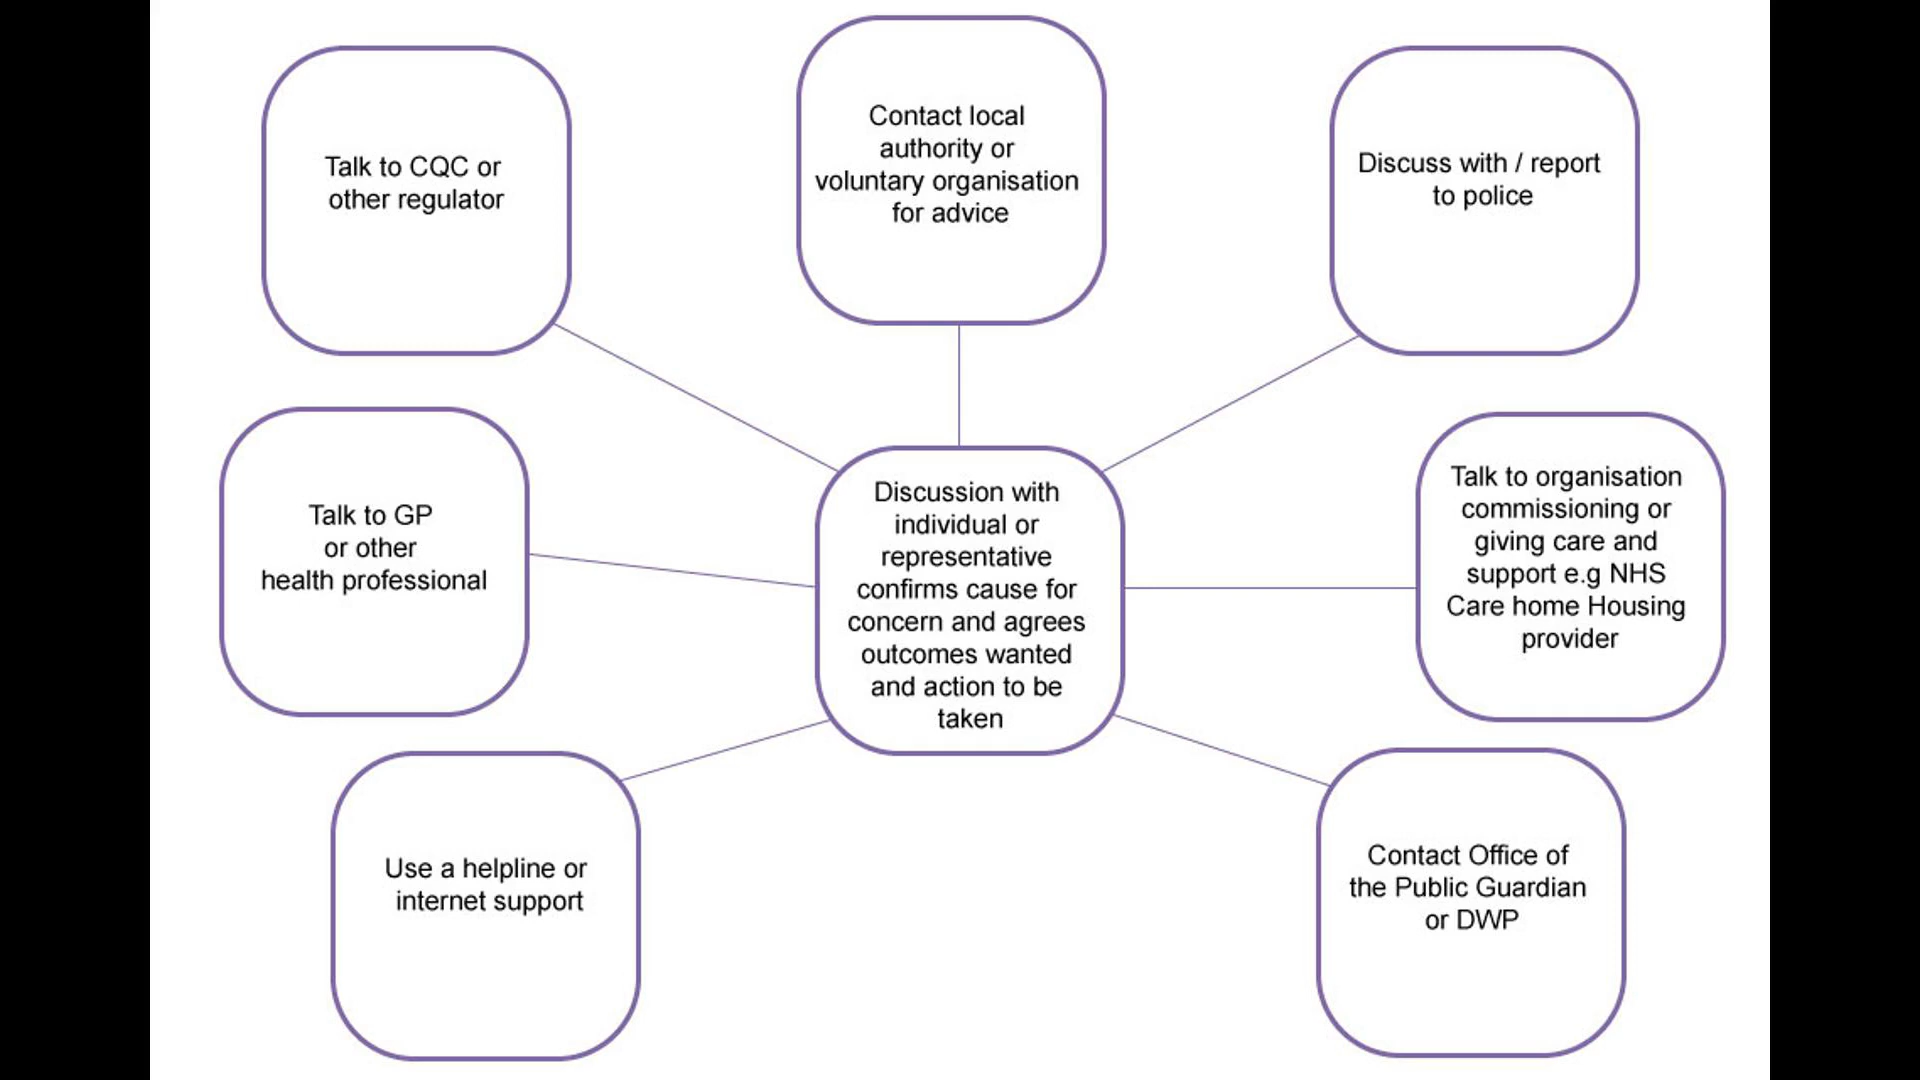 Talk to CQC or
other regulator
Contact local
authority or
voluntary organisation
for advice
Discuss with / report
to police
Talk to GP
or other
health professional
Discussion with
individual or
representative
confirms cause for
concern and agrees
outcomes wanted
and action to be
taken
Talk to organisation
commissioning or
giving care and
support e.g NHS
Care home Housing
provider
Use a helpline or
internet support
Contact Office of
the Public Guardian
or DWP